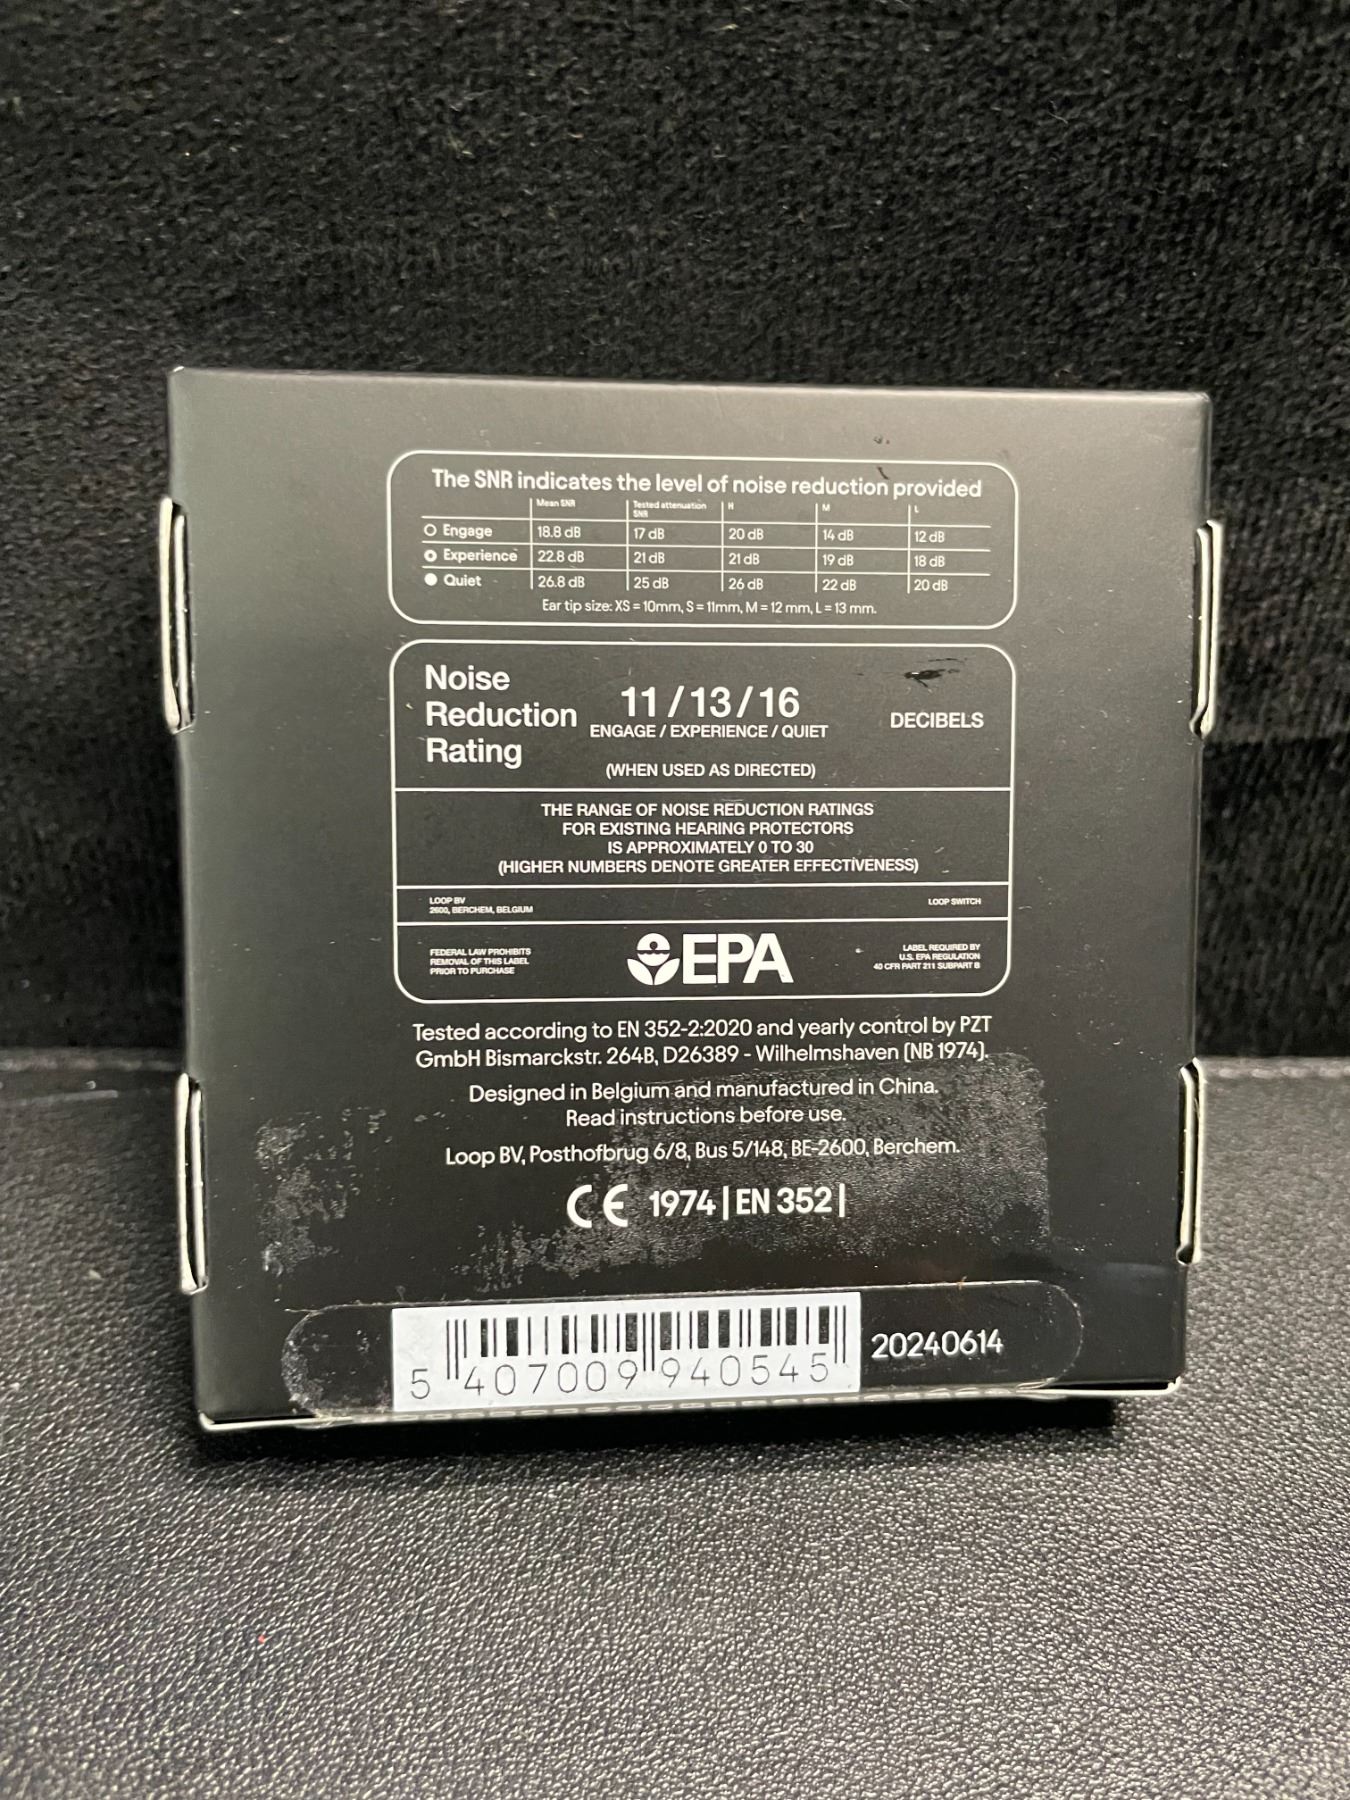 The SNR indicates the level of noise reduction provided
Mean SNR Tested attenuation SNR H M L
Engage 18.8 dB 17 dB 20 dB 14 dB 12 dB
Experience 22.8 dB 21 dB 21 dB 19 dB 18 dB
Quiet 26.8 dB 25 dB 26 dB 22 dB 20 dB
Ear tip size: XS = 10mm, S = 11mm, M = 12 mm, L = 13 mm.
Noise
Reduction
Rating
11 / 13 / 16
ENGAGE / EXPERIENCE / QUIET
(WHEN USED AS DIRECTED)
DECIBELS
THE RANGE OF NOISE REDUCTION RATINGS
FOR EXISTING HEARING PROTECTORS
IS APPROXIMATELY 0 TO 30
(HIGHER NUMBERS DENOTE GREATER EFFECTIVENESS)
LOOP BV
2600, BERCHEM, BELGIUM
LOOP SWITCH
FEDERAL LAW PROHIBITS
REMOVAL OF THIS LABEL
PRIOR TO PURCHASE
EPA
LABEL REQUIRED BY
U.S. EPA REGULATION
40 CFR PART 211 SUBPART B
Tested according to EN 352-2:2020 and yearly control by PZT
GmbH Bismarckstr. 264B, D26389 - Wilhelmshaven (NB 1974).
Designed in Belgium and manufactured in China.
Read instructions before use.
Loop BV, Posthofbrug 6/8, Bus 5/148, BE-2600, Berchem.
CE 1974 | EN 352 |
5 407009 940545
20240614